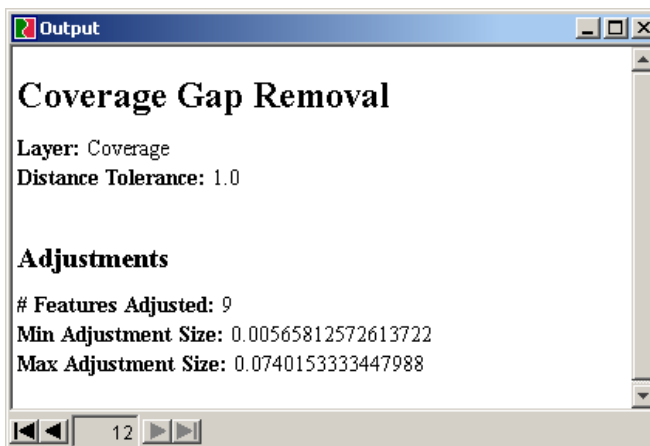 Output
Coverage Gap Removal
Layer: Coverage
Distance Tolerance: 1.0
Adjustments
# Features Adjusted: 9
Min Adjustment Size: 0.00565812572613722
Max Adjustment Size: 0.0740153333447988
12